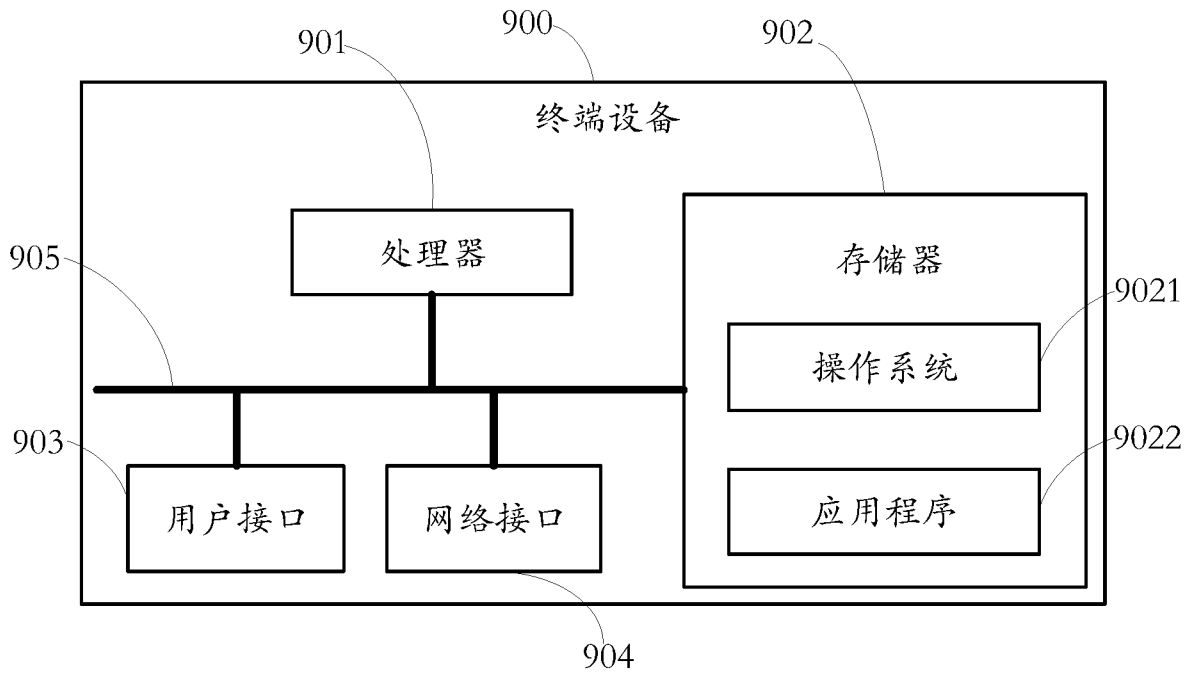 900
901
902
终端设备
处理器
905
存储器
9021
操作系统
903
9022
用户接口
网络接口
应用程序
904